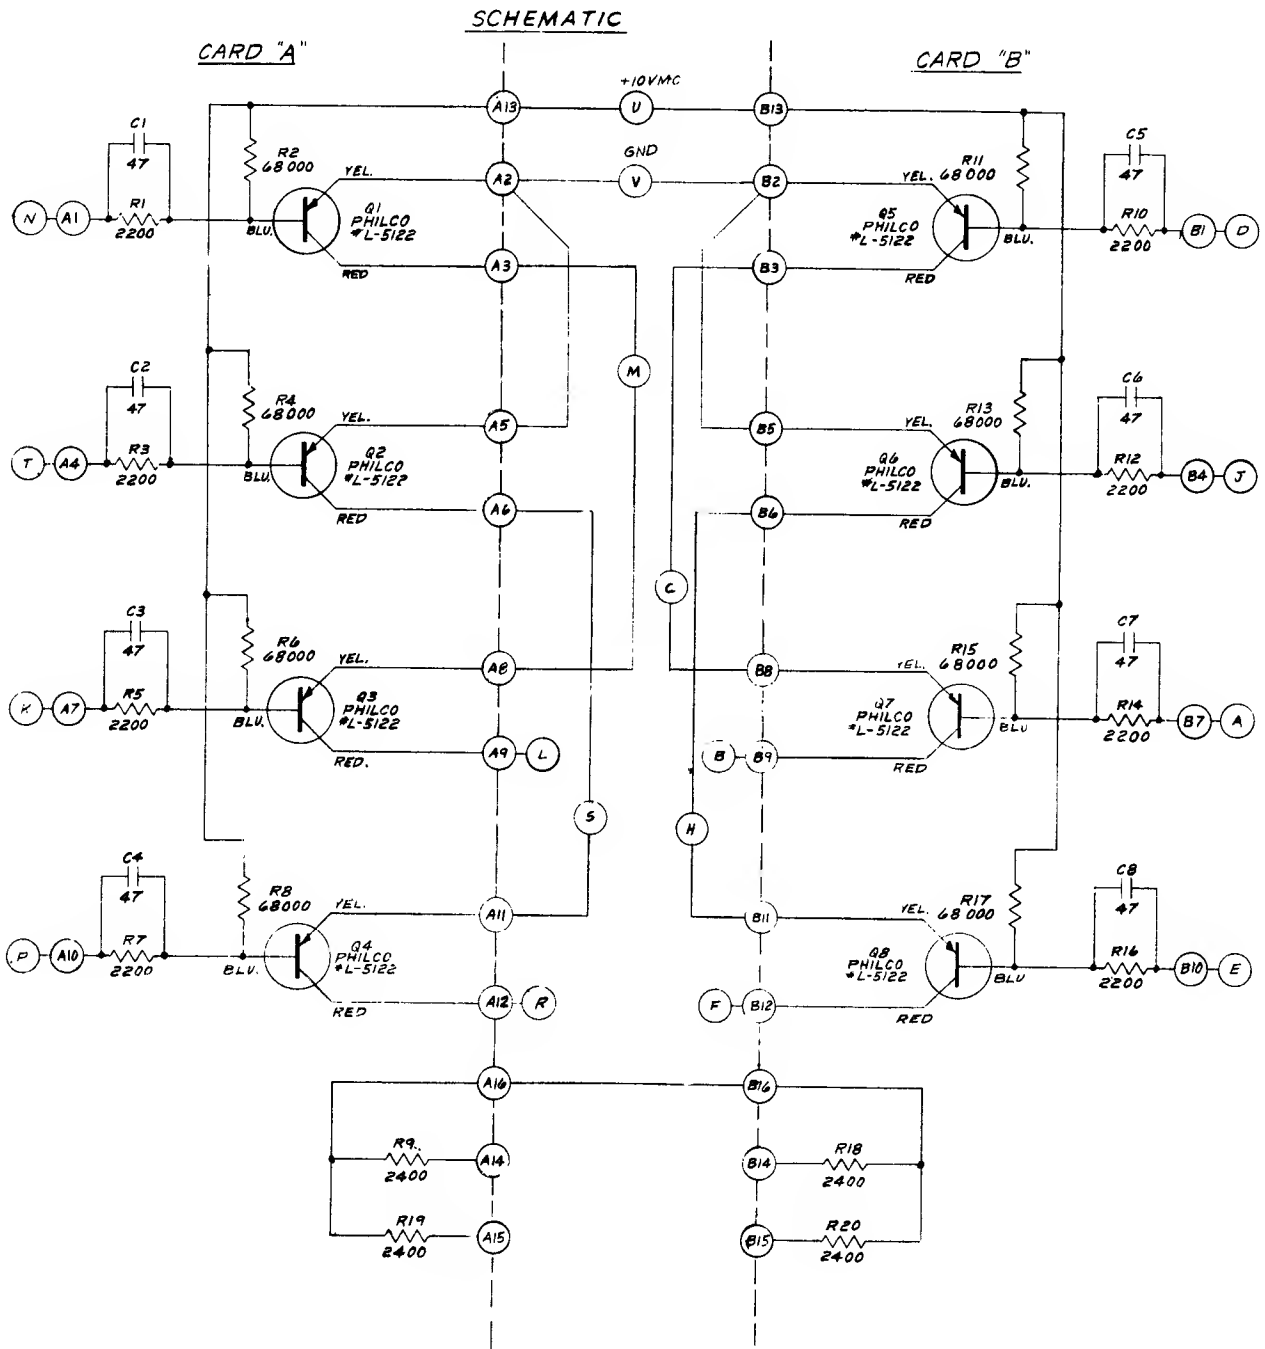 SCHEMATIC
CARD "A"
CARD "B"
+10VMC
A13
U
B13
GND
A2
V
B2
C1
47
R2
68000
YEL.
N
A1
R1
2200
BLU.
Q1
PHILCO
#L-5122
RED
A3
R11
68000
YEL.
C5
47
Q5
PHILCO
#L-5122
BLU.
R10
2200
B1
D
B3
RED
M
C2
47
R4
68000
YEL.
A5
T
A4
R3
2200
BLU.
Q2
PHILCO
#L-5122
RED
A6
B5
YEL.
R13
68000
C6
47
Q6
PHILCO
#L-5122
BLU.
R12
2200
B4
J
B6
RED
C
C3
47
R6
68000
YEL.
A8
K
A7
R5
2200
BLU.
Q3
PHILCO
#L-5122
RED.
A9
L
B8
YEL.
R15
68000
C7
47
Q7
PHILCO
#L-5122
BLU
R14
2200
B7
A
B
B9
RED
S
H
C4
47
R8
68000
YEL.
A11
P
A10
R7
2200
BLU.
Q4
PHILCO
#L-5122
RED
A12
R
B11
YEL.
R17
68000
C8
47
Q8
PHILCO
#L-5122
BLU
R16
2200
B10
E
F
B12
RED
A16
B16
R9
2400
A14
B14
R18
2400
R19
2400
A15
B15
R20
2400